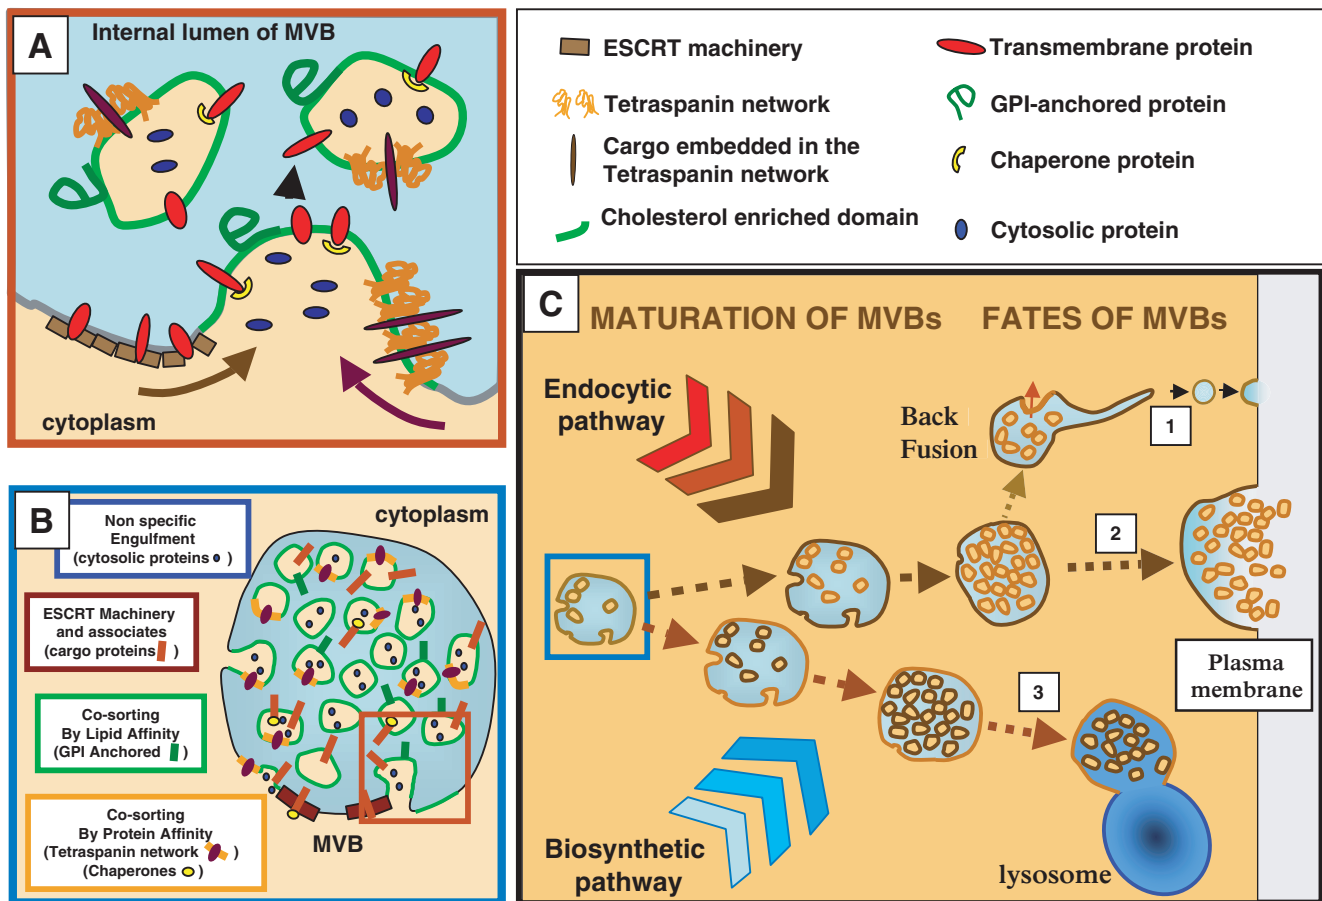 A
Internal lumen of MVB
cytoplasm
ESCRT machinery
Tetraspanin network
Cargo embedded in the
Tetraspanin network
Cholesterol enriched domain
Transmembrane protein
GPI-anchored protein
Chaperone protein
Cytosolic protein
B
cytoplasm
Non specific
Engulfment
(cytosolic proteins )
ESCRT Machinery
and associates
(cargo proteins )
Co-sorting
By Lipid Affinity
(GPI Anchored )
Co-sorting
By Protein Affinity
(Tetraspanin network )
(Chaperones )
MVB
C
MATURATION OF MVBs
FATES OF MVBs
Endocytic
pathway
Back
Fusion
1
2
3
Plasma
membrane
Biosynthetic
pathway
lysosome